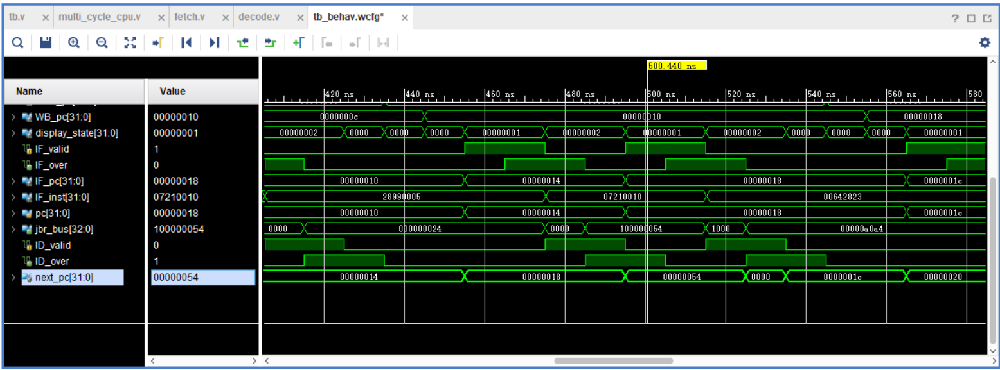 tb.v × multi_cycle_cpu.v × fetch.v × decode.v × tb_behav.wcfg* × ?
500.440 ns
Name Value 420 ns 440 ns 460 ns 480 ns 500 ns 520 ns 540 ns 560 ns 580
WB_pc[31:0] 00000010 0000000c 00000010 00000018
display_state[31:0] 00000001 00000002 0000 0000 0000 00000001 00000002 00000001 00000002 0000 0000 0000 00000001
IF_valid 1
IF_over 0
IF_pc[31:0] 00000018 00000010 00000014 00000018 0000001c
IF_inst[31:0] 07210010 28990005 07210010 00642823
pc[31:0] 00000018 00000010 00000014 00000018 0000001c
jbr_bus[32:0] 100000054 0000 000000024 0000 100000054 1000 00000a0a4
ID_valid 0
ID_over 1
next_pc[31:0] 00000054 00000014 00000018 00000054 0000 0000001c 00000020